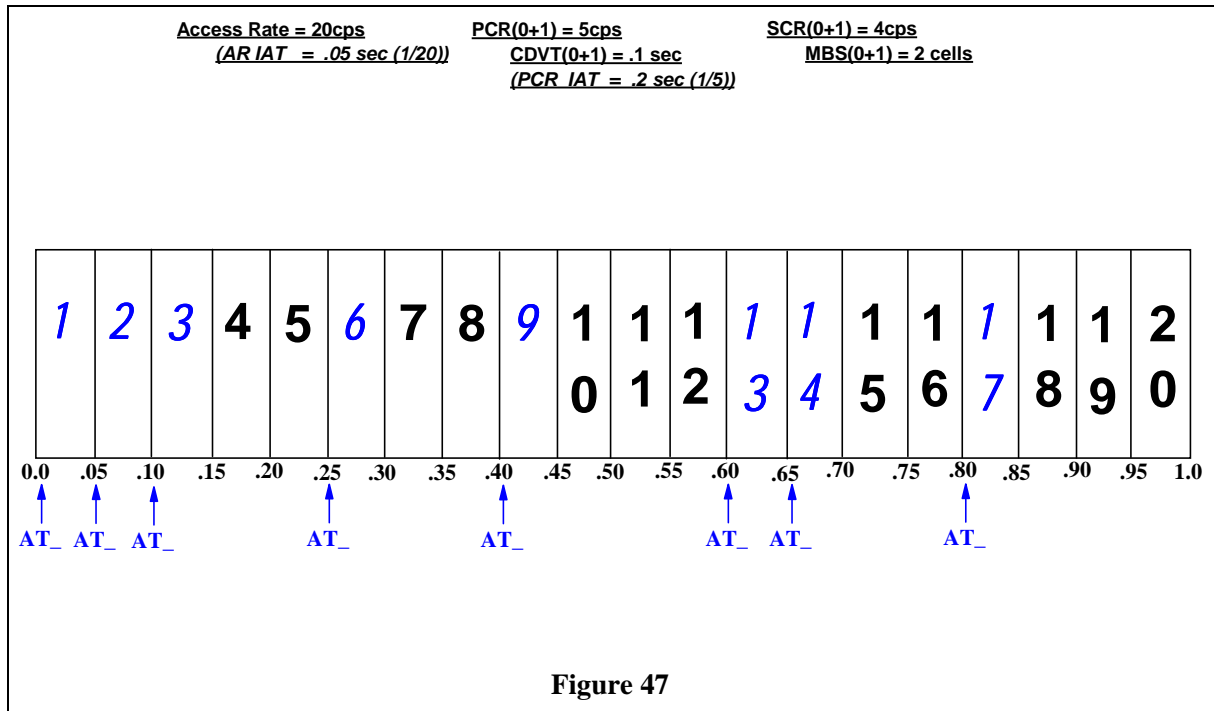 Access Rate = 20cps PCR(0+1) = 5cps SCR(0+1) = 4cps
(AR IAT = .05 sec (1/20)) CDVT(0+1) = .1 sec MBS(0+1) = 2 cells
(PCR IAT = .2 sec (1/5))
1 2 3 4 5 6 7 8 9 1 1 1 1 1 1 1 1 1 1 2
0 1 2 3 4 5 6 7 8 9 0
0.0 .05 .10 .15 .20 .25 .30 .35 .40 .45 .50 .55 .60 .65 .70 .75 .80 .85 .90 .95 1.0
AT_ AT_ AT_ AT_ AT_ AT_ AT_ AT_
Figure 47